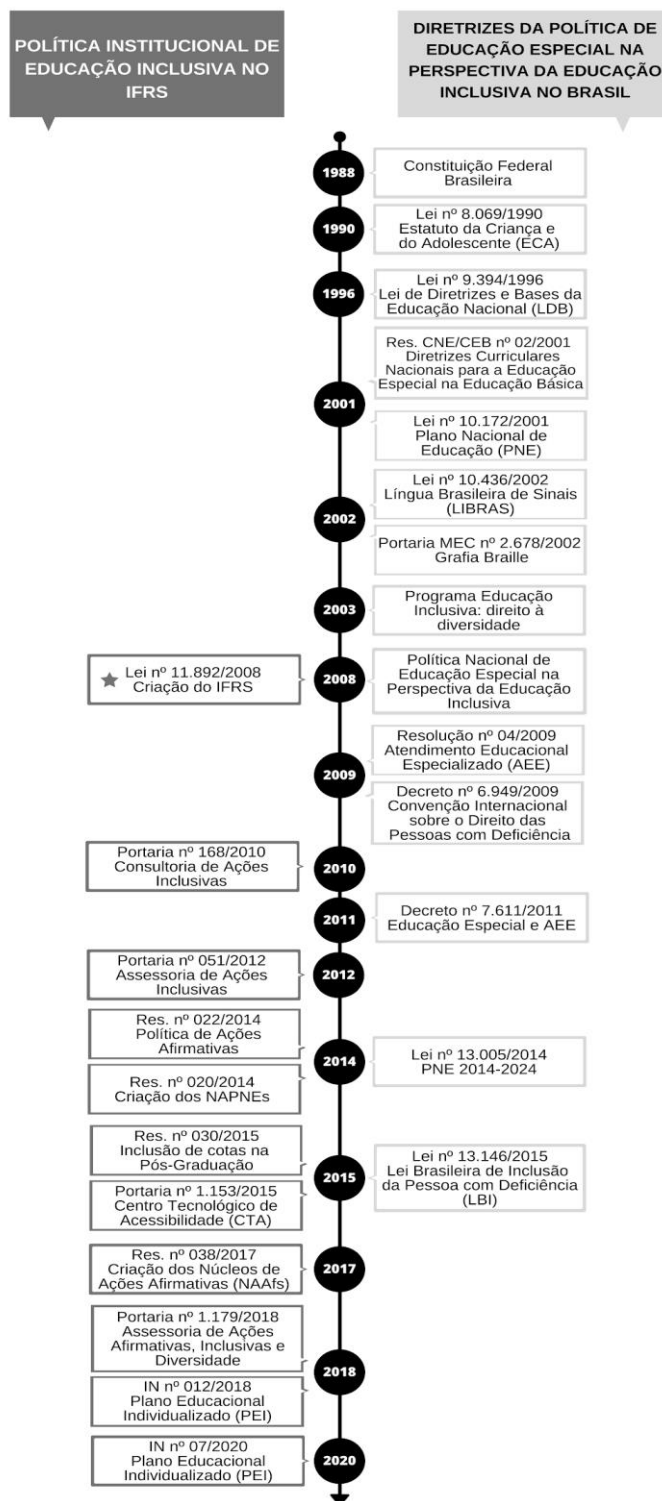 POLÍTICA INSTITUCIONAL DE
EDUCAÇÃO INCLUSIVA NO
IFRS
DIRETRIZES DA POLÍTICA DE
EDUCAÇÃO ESPECIAL NA
PERSPECTIVA DA EDUCAÇÃO
INCLUSIVA NO BRASIL
1988
Constituição Federal
Brasileira
1990
Lei nº 8.069/1990
Estatuto da Criança e
do Adolescente (ECA)
1996
Lei nº 9.394/1996
Lei de Diretrizes e Bases da
Educação Nacional (LDB)
2001
Res. CNE/CEB nº 02/2001
Diretrizes Curriculares
Nacionais para a Educação
Especial na Educação Básica
Lei nº 10.172/2001
Plano Nacional de
Educação (PNE)
2002
Lei nº 10.436/2002
Língua Brasileira de Sinais
(LIBRAS)
Portaria MEC nº 2.678/2002
Grafia Braille
2003
Programa Educação
Inclusiva: direito à
diversidade
Lei nº 11.892/2008
Criação do IFRS
2008
Política Nacional de
Educação Especial na
Perspectiva da Educação
Inclusiva
2009
Resolução nº 04/2009
Atendimento Educacional
Especializado (AEE)
Decreto nº 6.949/2009
Convenção Internacional
sobre o Direito das
Pessoas com Deficiência
Portaria nº 168/2010
Consultoria de Ações
Inclusivas
2010
2011
Decreto nº 7.611/2011
Educação Especial e AEE
Portaria nº 051/2012
Assessoria de Ações
Inclusivas
2012
Res. nº 022/2014
Política de Ações
Afirmativas
Res. nº 020/2014
Criação dos NAPNEs
2014
Lei nº 13.005/2014
PNE 2014-2024
Res. nº 030/2015
Inclusão de cotas na
Pós-Graduação
Portaria nº 1.153/2015
Centro Tecnológico de
Acessibilidade (CTA)
2015
Lei nº 13.146/2015
Lei Brasileira de Inclusão
da Pessoa com Deficiência
(LBI)
Res. nº 038/2017
Criação dos Núcleos de
Ações Afirmativas (NAAfs)
2017
Portaria nº 1.179/2018
Assessoria de Ações
Afirmativas, Inclusivas e
Diversidade
IN nº 012/2018
Plano Educacional
Individualizado (PEI)
2018
IN nº 07/2020
Plano Educacional
Individualizado (PEI)
2020